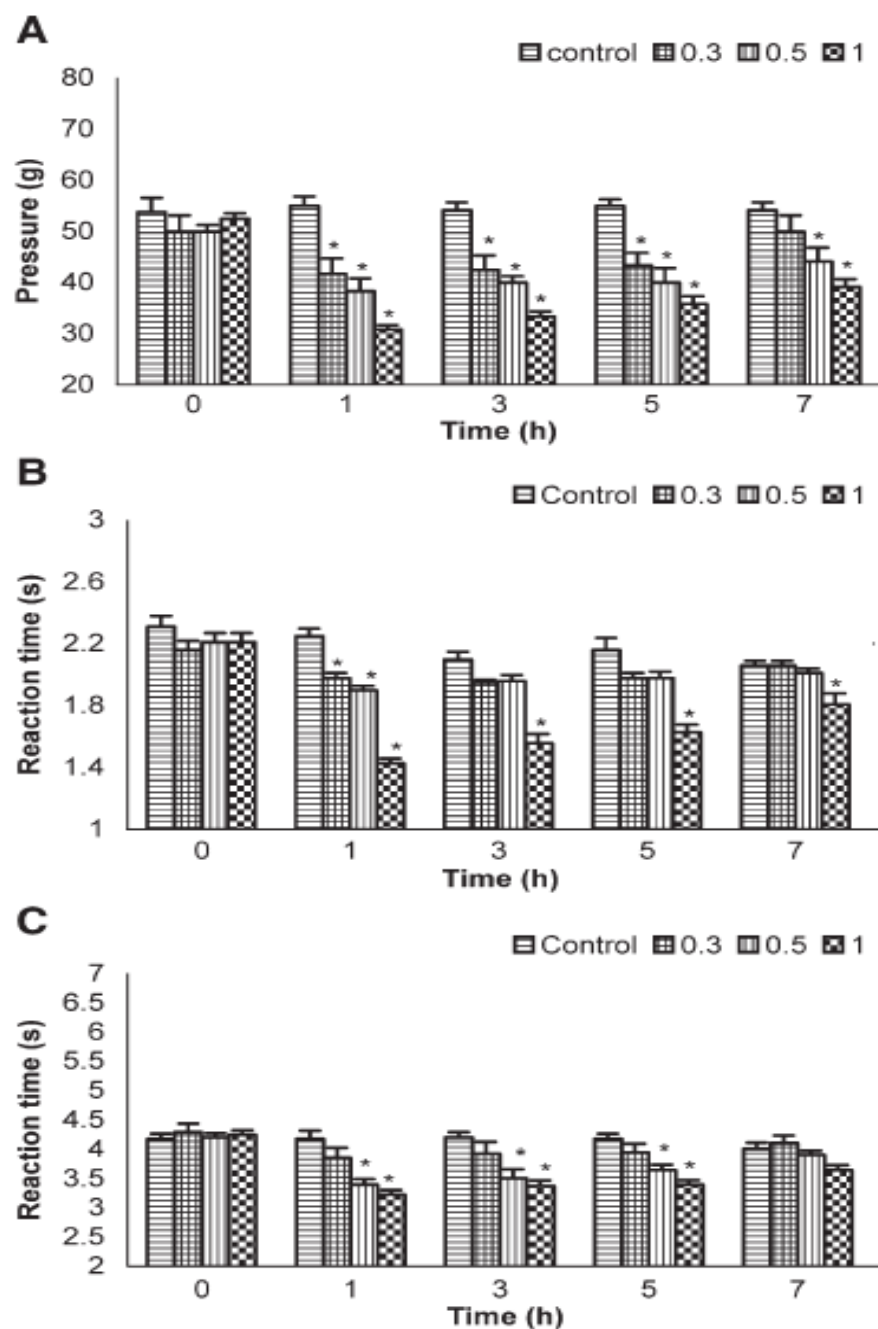 A
control 0.3 0.5 1
80
70
60
50
40
30
20
Pressure (g)
* * *
* * *
* * *
* *
0 1 3 5 7
Time (h)
B
Control 0.3 0.5 1
3
2.6
2.2
1.8
1.4
1
Reaction time (s)
* * *
*
*
*
0 1 3 5 7
Time (h)
C
Control 0.3 0.5 1
7
6.5
6
5.5
5
4.5
4
3.5
3
2.5
2
Reaction time (s)
* *
* *
* *
0 1 3 5 7
Time (h)